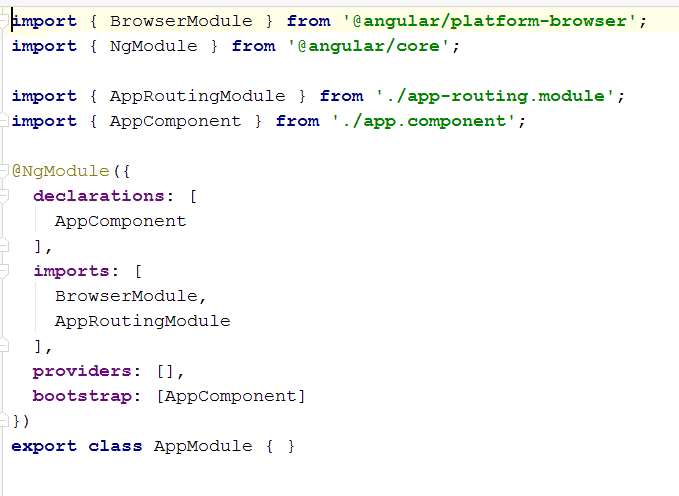 import { BrowserModule } from '@angular/platform-browser';
import { NgModule } from '@angular/core';

import { AppRoutingModule } from './app-routing.module';
import { AppComponent } from './app.component';

@NgModule({
  declarations: [
    AppComponent
  ],
  imports: [
    BrowserModule,
    AppRoutingModule
  ],
  providers: [],
  bootstrap: [AppComponent]
})
export class AppModule { }